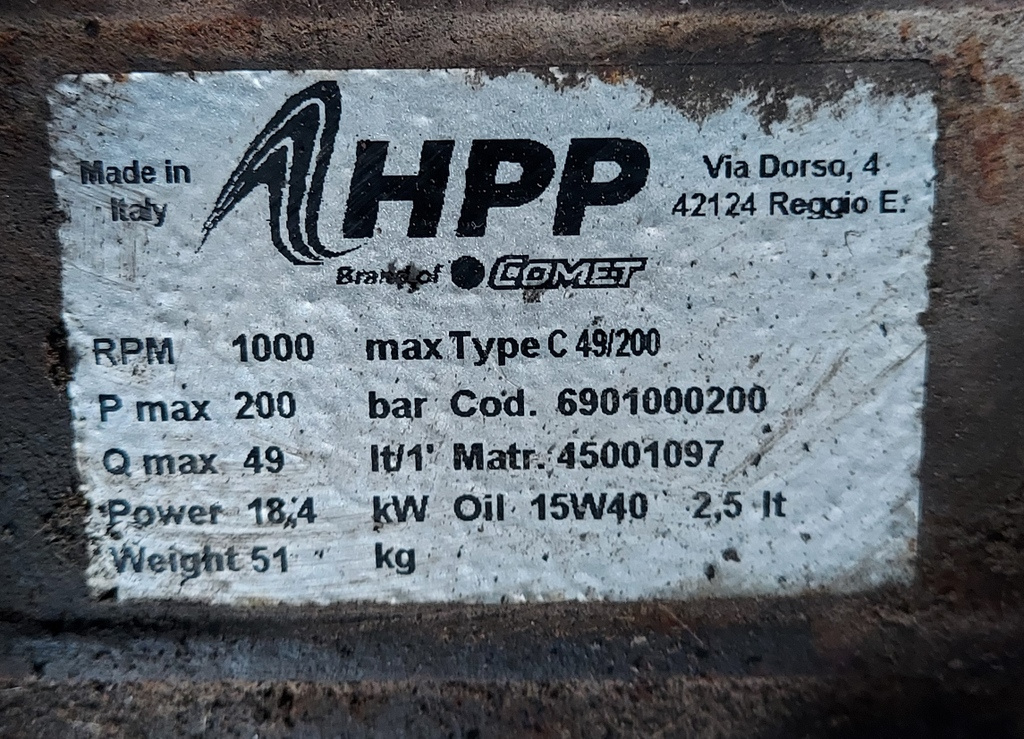 Made in
Italy
HPP
Brand of COMET
Via Dorso, 4
42124 Reggio E.
RPM 1000 max Type C 49/200
P max 200 bar Cod. 6901000200
Q max 49 lt/1' Matr. 45001097
Power 18,4 kW Oil 15W40 2,5 lt
Weight 51 kg